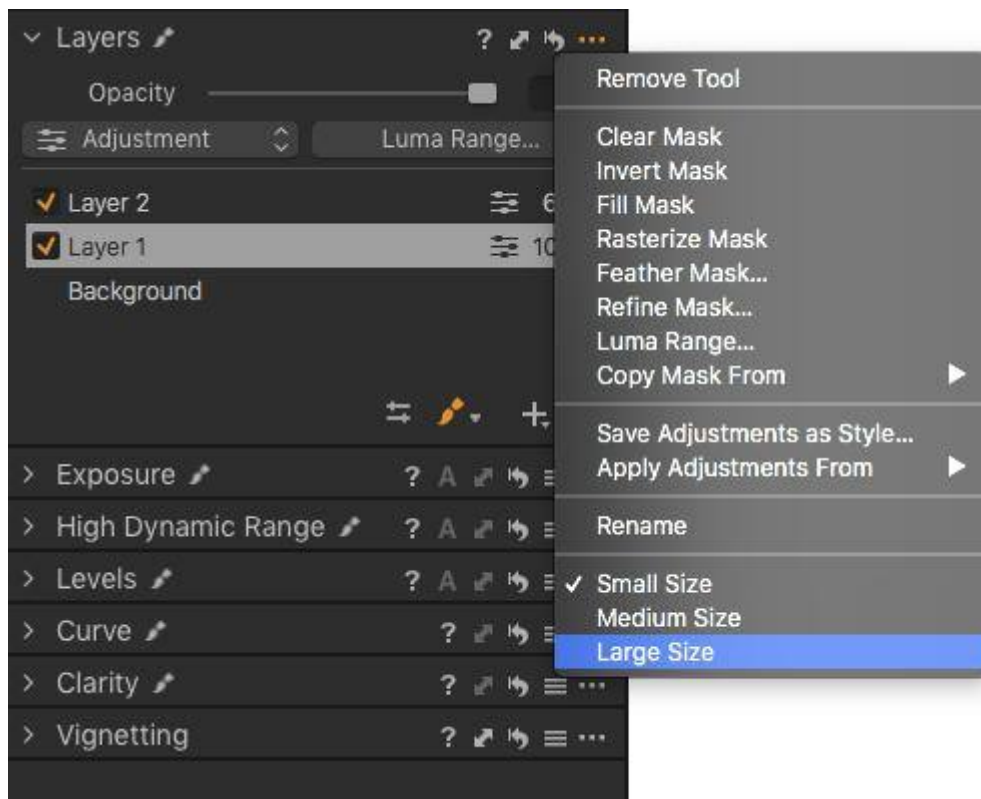 Layers ?
Opacity
Adjustment Luma Range...
Layer 2 6
Layer 1 10
Background
Exposure ? A
High Dynamic Range ? A
Levels ? A
Curve ?
Clarity ?
Vignetting ?
Remove Tool
Clear Mask
Invert Mask
Fill Mask
Rasterize Mask
Feather Mask...
Refine Mask...
Luma Range...
Copy Mask From
Save Adjustments as Style...
Apply Adjustments From
Rename
Small Size
Medium Size
Large Size